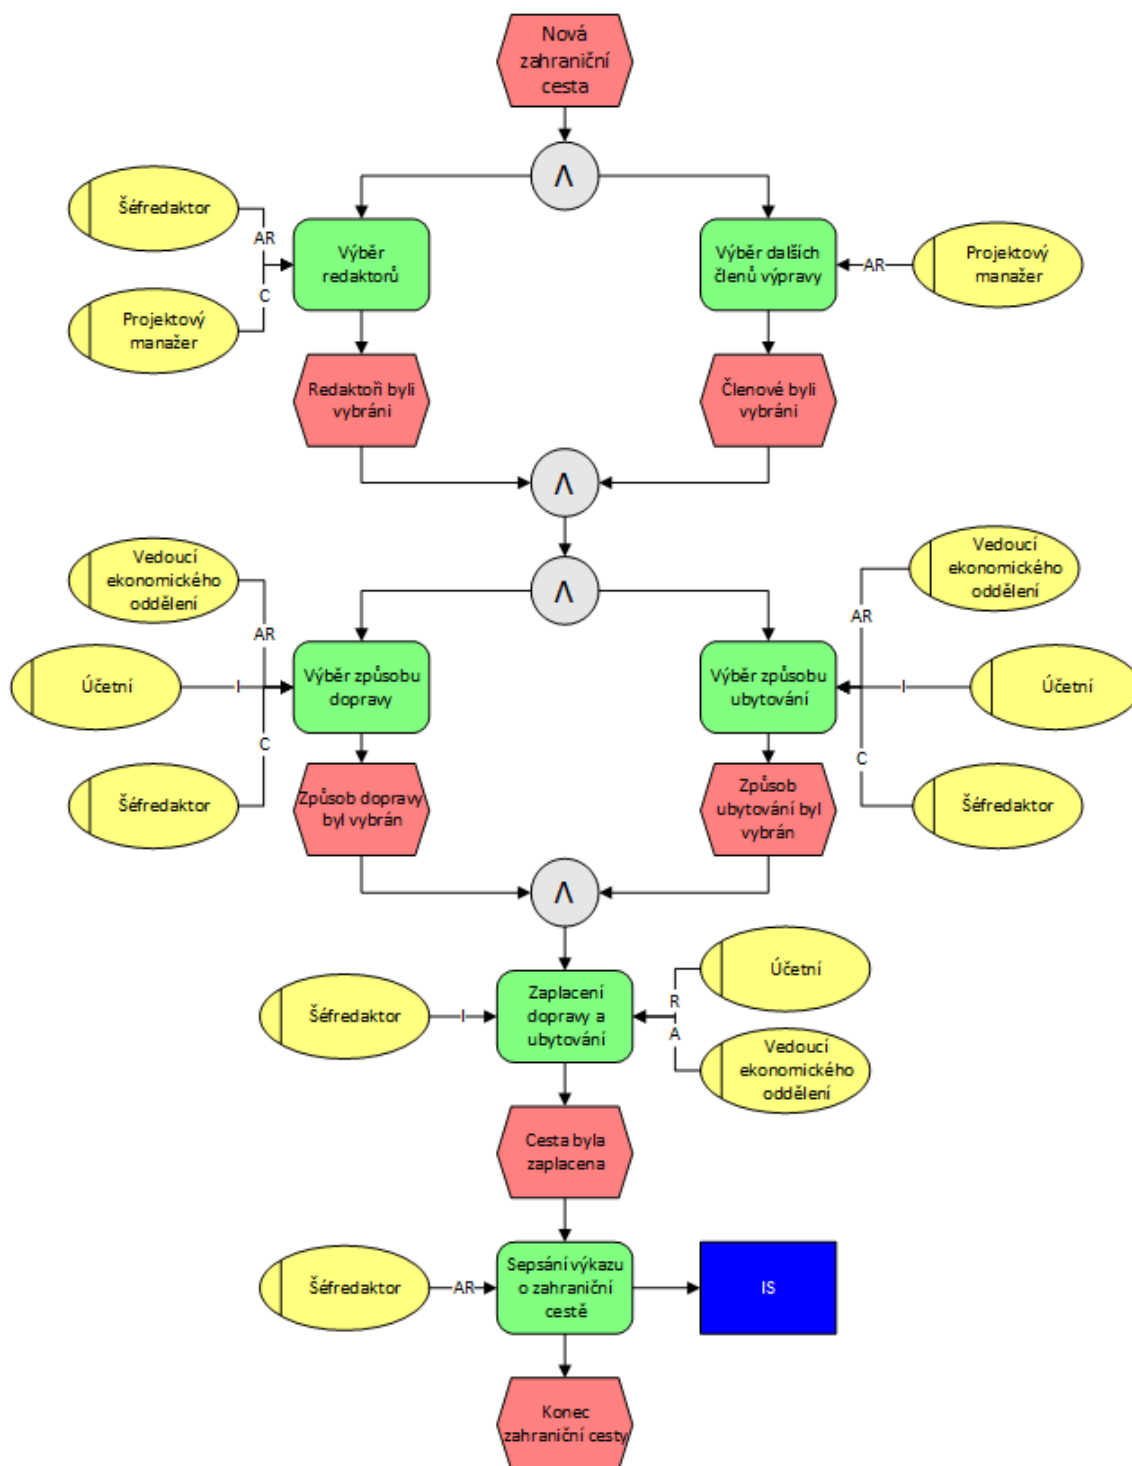 Nová
zahraniční
cesta
Λ
Šéfredaktor
AR
Výběr
redaktorů
C
Projektový
manažer
Výběr dalších
členů výpravy
AR
Projektový
manažer
Redaktoři byli
vybráni
Členové byli
vybráni
Λ
Λ
Vedoucí
ekonomického
oddělení
AR
Účetní
I
Výběr způsobu
dopravy
C
Šéfredaktor
Vedoucí
ekonomického
oddělení
AR
Výběr způsobu
ubytování
I
Účetní
C
Šéfredaktor
Způsob dopravy
byl vybrán
Způsob
ubytování byl
vybrán
Λ
Šéfredaktor
I
Zaplacení
dopravy a
ubytování
R
Účetní
A
Vedoucí
ekonomického
oddělení
Cesta byla
zaplacena
Šéfredaktor
AR
Sepsání výkazu
o zahraniční
cestě
IS
Konec
zahraniční cesty